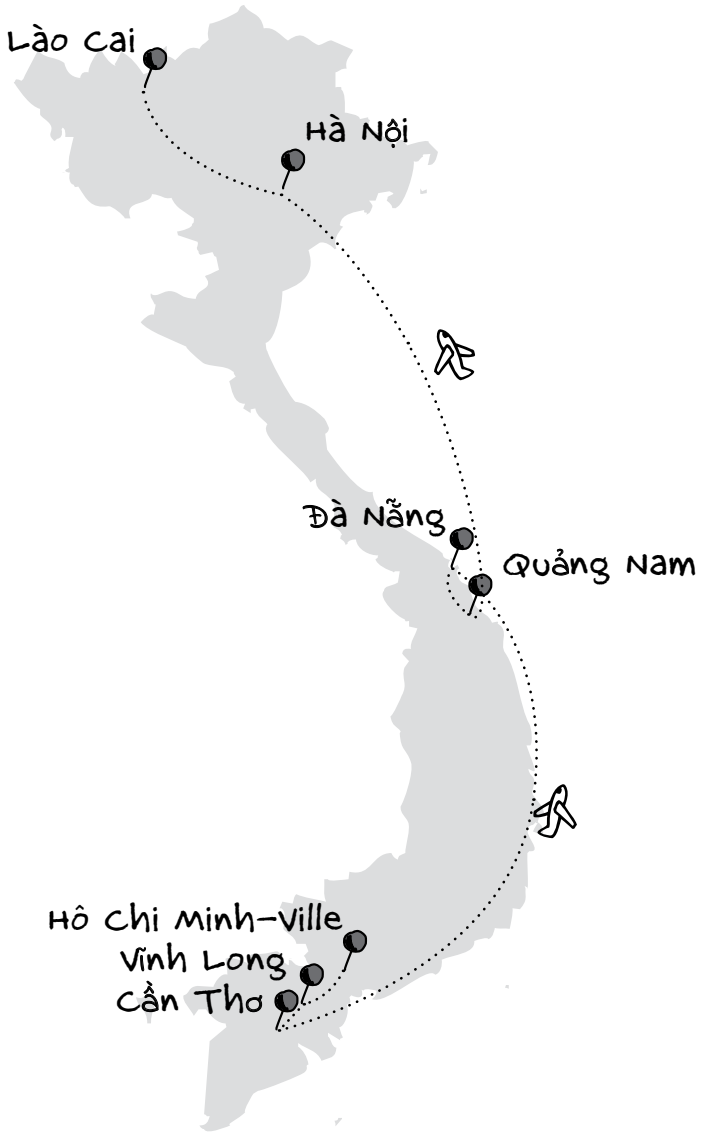 Lào Cai
Hà Nội
Đà Nẵng
Quảng Nam
Hô Chi Minh-Ville
Vĩnh Long
Cần Thơ